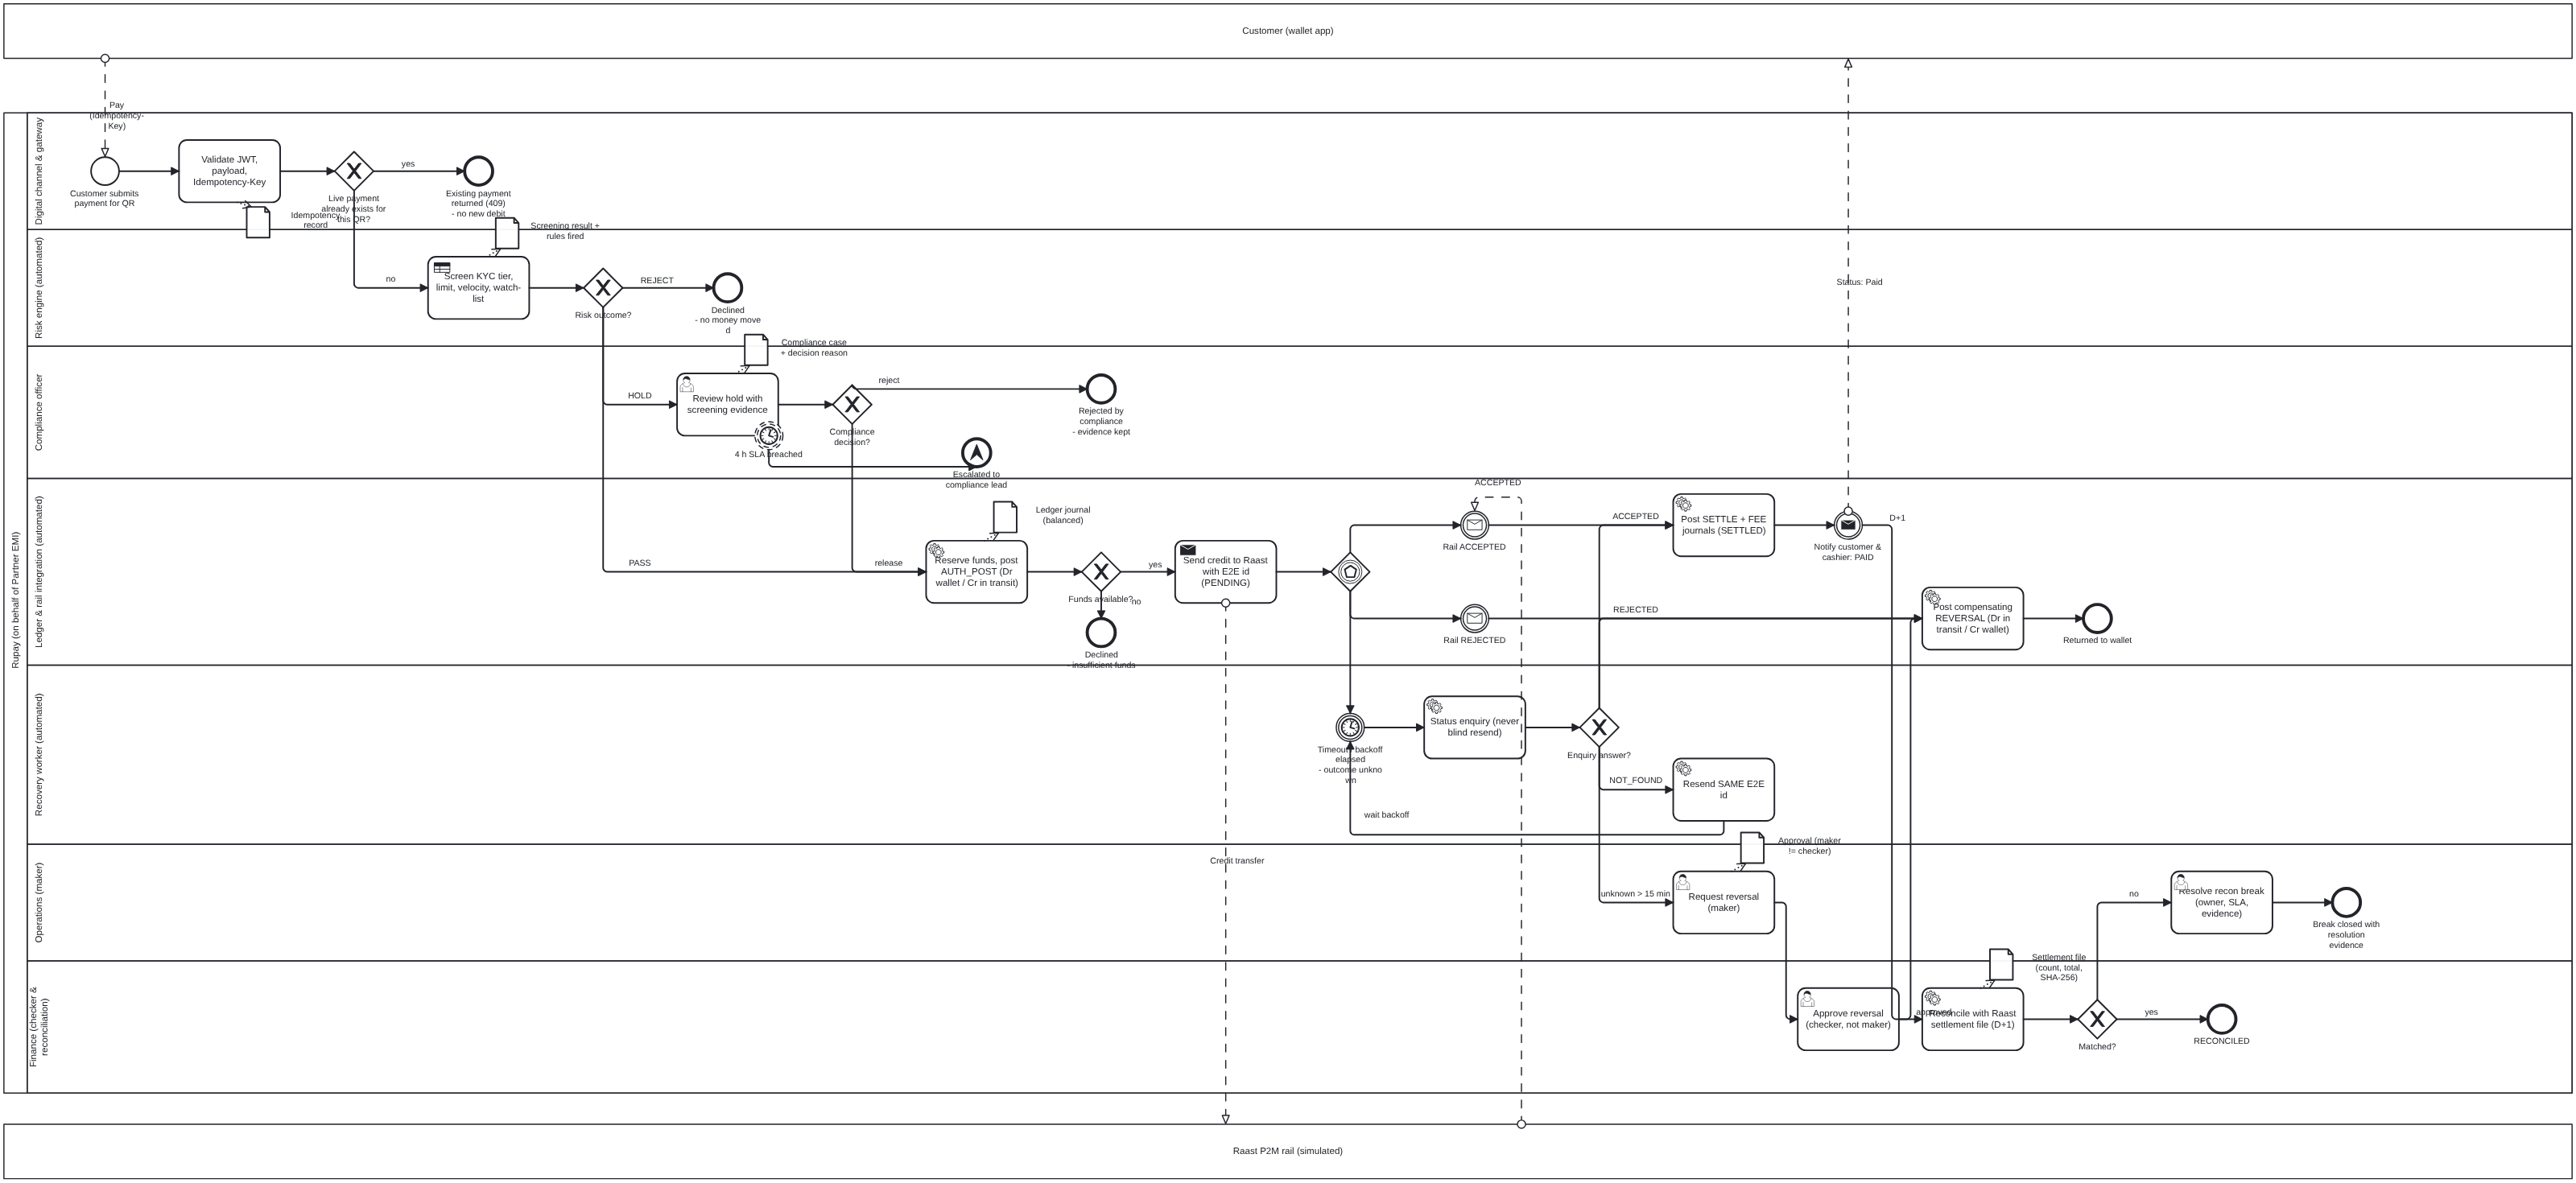 Customer (wallet app)
Pay
(Idempotency-
Key)
Rupay (on behalf of Partner EMI)
Digital channel & gateway
Customer submits
payment for QR
Validate JWT,
payload,
Idempotency-Key
Idempotency
record
Live payment
already exists for
this QR?
yes
Existing payment
returned (409)
- no new debit
no
Risk engine (automated)
Screening result +
rules fired
Screen KYC tier,
limit, velocity, watch-
list
Risk outcome?
REJECT
Declined
- no money move
d
Status: Paid
Compliance officer
Compliance case
+ decision reason
HOLD
Review hold with
screening evidence
4 h SLA breached
Compliance
decision?
reject
Rejected by
compliance
- evidence kept
Escalated to
compliance lead
Ledger & rail integration (automated)
PASS
release
Ledger journal
(balanced)
Reserve funds, post
AUTH_POST (Dr
wallet / Cr in transit)
Funds available?
no
yes
Declined
- insufficient funds
Send credit to Raast
with E2E id
(PENDING)
ACCEPTED
Rail ACCEPTED
Rail REJECTED
ACCEPTED
REJECTED
Post SETTLE + FEE
journals (SETTLED)
Notify customer &
cashier: PAID
D+1
Post compensating
REVERSAL (Dr in
transit / Cr wallet)
Returned to wallet
Recovery worker (automated)
Timeout / backoff
elapsed
- outcome unkno
wn
Status enquiry (never
blind resend)
Enquiry answer?
NOT_FOUND
Resend SAME E2E
id
wait backoff
Credit transfer
Operations (maker)
Approval (maker
!= checker)
unknown > 15 min
Request reversal
(maker)
no
Resolve recon break
(owner, SLA,
evidence)
Break closed with
resolution
evidence
Finance (checker &
reconciliation)
Settlement file
(count, total,
SHA-256)
Approve reversal
(checker, not maker)
approved
Reconcile with Raast
settlement file (D+1)
Matched?
yes
RECONCILED
Raast P2M rail (simulated)